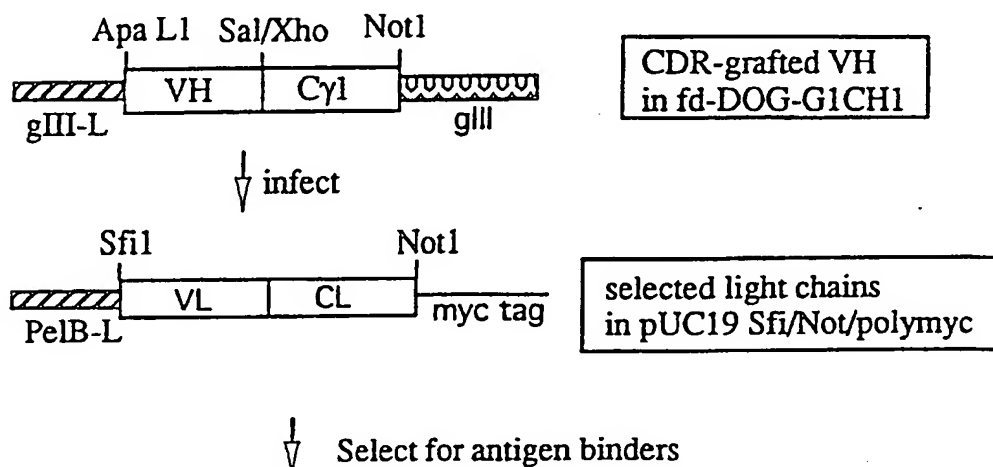 Apa L1 Sal/Xho Not1
VH Cγ1
gIII-L gIII
CDR-grafted VH
in fd-DOG-G1CH1
infect
Sfi1 Not1
VL CL
PelB-L myc tag
selected light chains
in pUC19 Sfi/Not/polymyc
Select for antigen binders